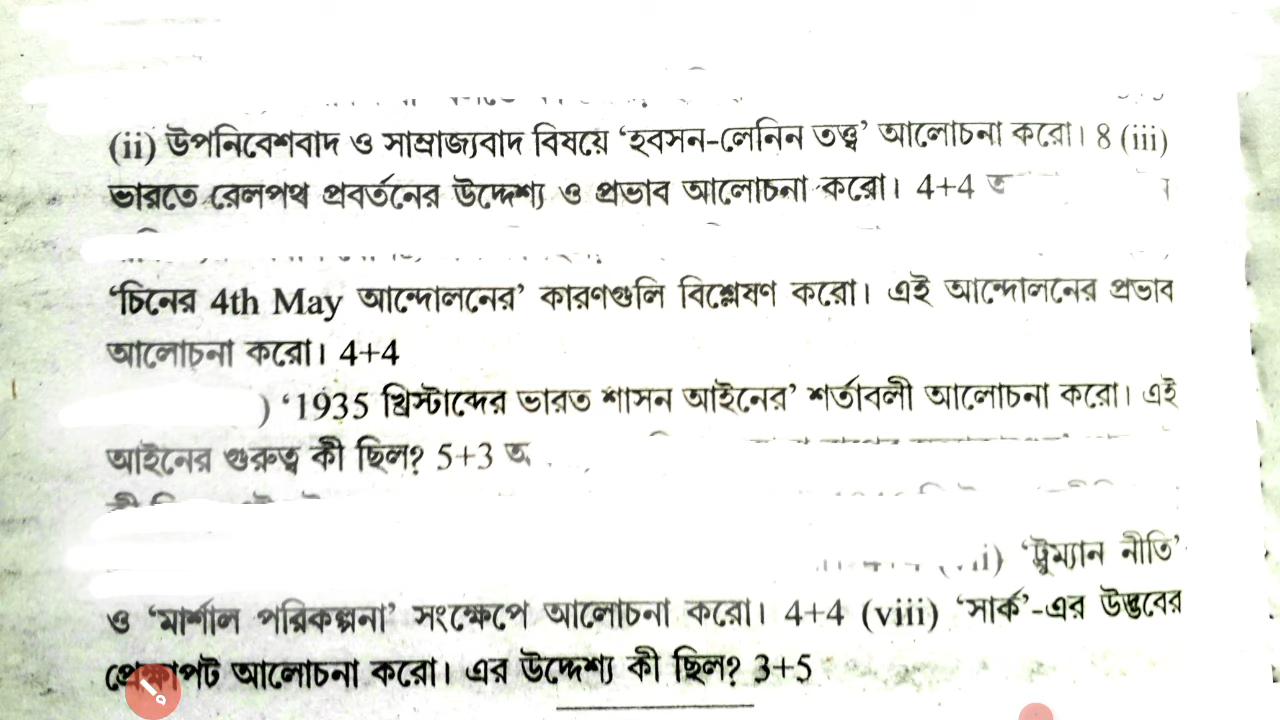 (ii) উপনিবেশবাদ ও সাম্রাজ্যবাদ বিষয়ে ‘হবসন-লেনিন তত্ত্ব’ আলোচনা করো। 8 (iii)
ভারতে রেলপথ প্রবর্তনের উদ্দেশ্য ও প্রভাব আলোচনা করো। 4+4
‘চিনের 4th May আন্দোলনের’ কারণগুলি বিশ্লেষণ করো। এই আন্দোলনের প্রভাব
আলোচনা করো। 4+4
) ‘1935 খ্রিস্টাব্দের ভারত শাসন আইনের’ শর্তাবলী আলোচনা করো। এই
আইনের গুরুত্ব কী ছিল? 5+3 অ
‘ট্রুম্যান নীতি’
ও ‘মার্শাল পরিকল্পনা’ সংক্ষেপে আলোচনা করো। 4+4 (viii) ‘সার্ক’-এর উদ্ভবের
প্রেক্ষাপট আলোচনা করো। এর উদ্দেশ্য কী ছিল? 3+5